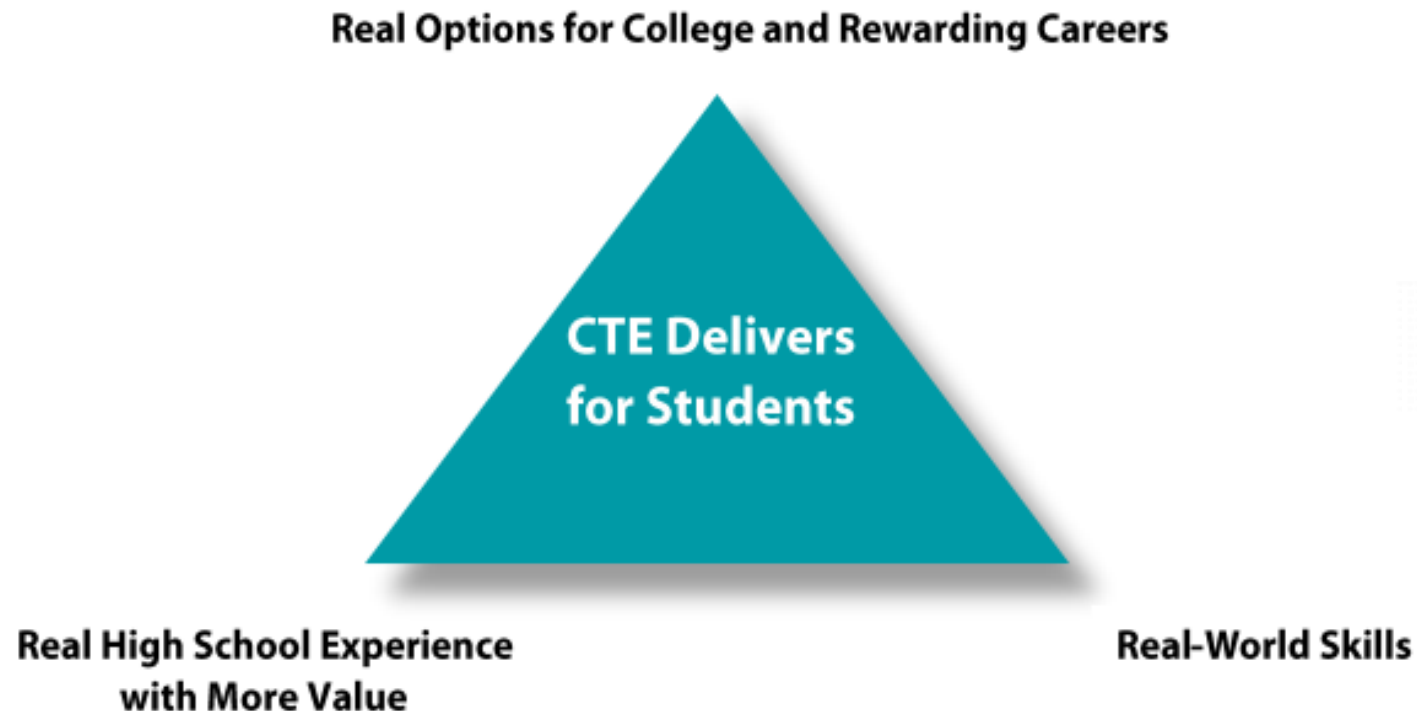 Real Options for College and Rewarding Careers
CTE Delivers
for Students
Real High School Experience
with More Value
Real-World Skills